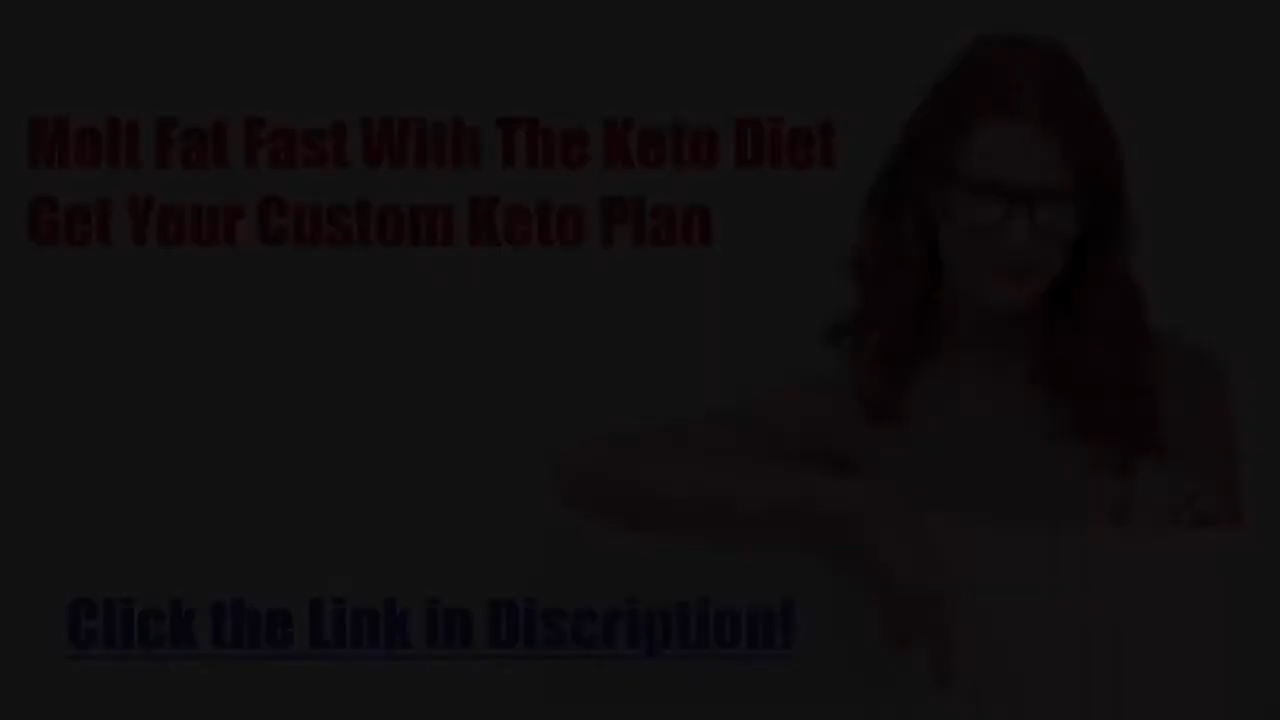 Melt Fat Fast With The Keto Diet
Get Your Custom Keto Plan
Click the Link in Discription!